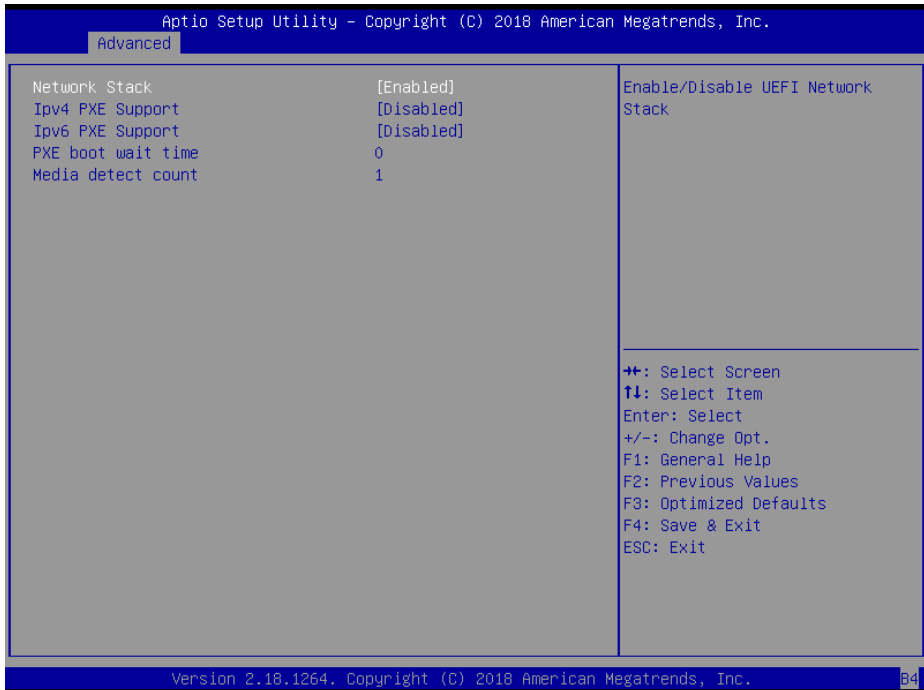 Aptio Setup Utility – Copyright (C) 2018 American Megatrends, Inc.
Advanced
Network Stack [Enabled]
Ipv4 PXE Support [Disabled]
Ipv6 PXE Support [Disabled]
PXE boot wait time 0
Media detect count 1
Enable/Disable UEFI Network
Stack
→←: Select Screen
↑↓: Select Item
Enter: Select
+/-: Change Opt.
F1: General Help
F2: Previous Values
F3: Optimized Defaults
F4: Save & Exit
ESC: Exit
Version 2.18.1264. Copyright (C) 2018 American Megatrends, Inc.
B4